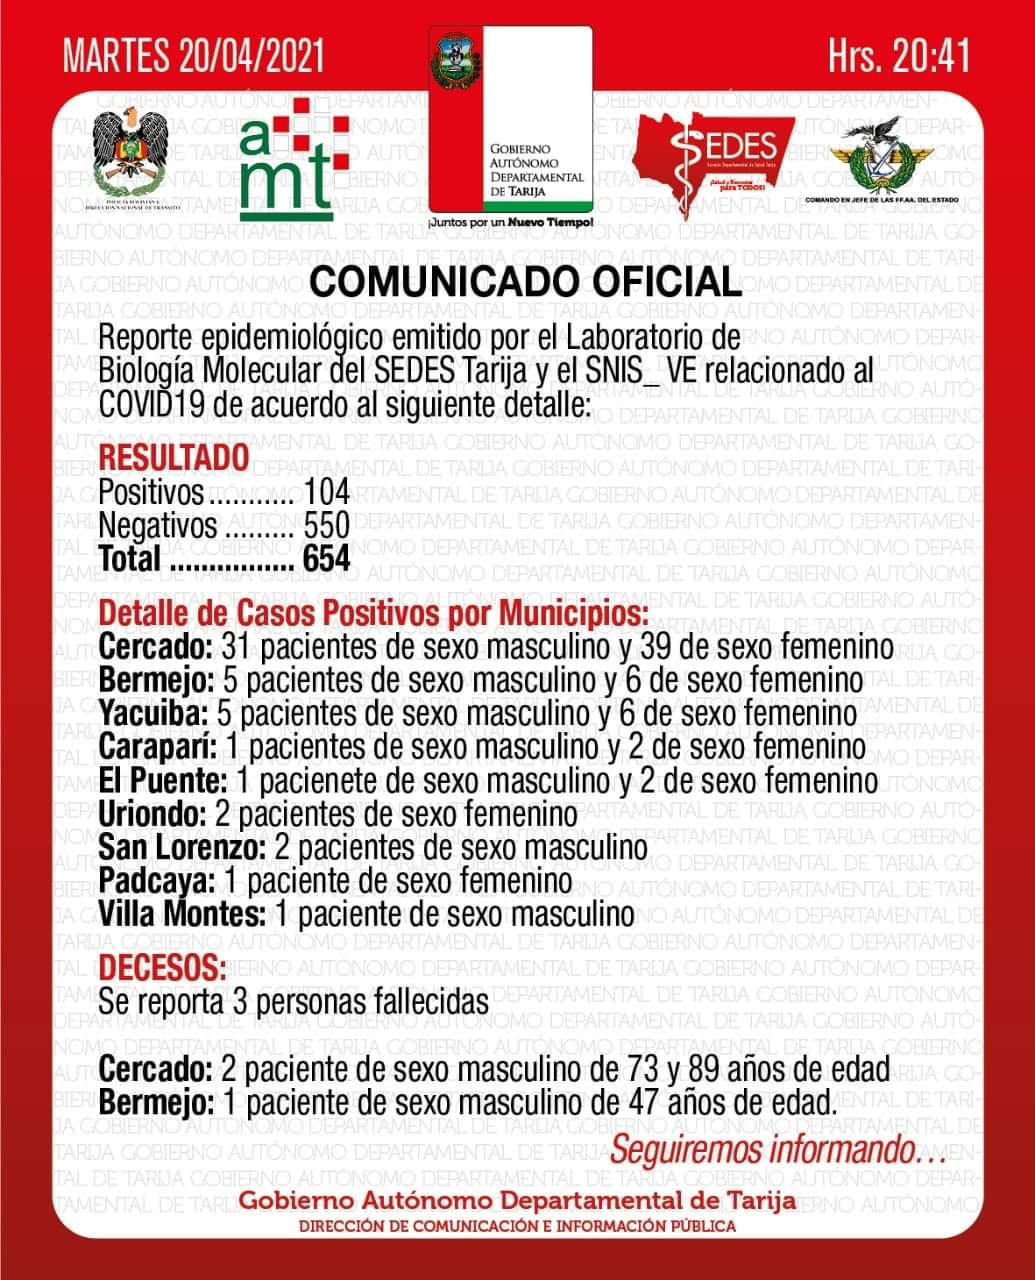 MARTES 20/04/2021
Hrs. 20:41
POLICÍA BOLIVIANA
DIRECCIÓN NACIONAL DE TRÁNSITO
amt
GOBIERNO
AUTÓNOMO
DEPARTAMENTAL
DE TARIJA
¡Juntos por un Nuevo Tiempo!
SEDES
Servicio Departamental de Salud Tarija
¡Salud y Bienestar
para TODOS!
COMANDO EN JEFE DE LAS FF.AA. DEL ESTADO
COMUNICADO OFICIAL
Reporte epidemiológico emitido por el Laboratorio de
Biología Molecular del SEDES Tarija y el SNIS_ VE relacionado al
COVID19 de acuerdo al siguiente detalle:
RESULTADO
Positivos ........... 104
Negativos ......... 550
Total ................ 654
Detalle de Casos Positivos por Municipios:
Cercado: 31 pacientes de sexo masculino y 39 de sexo femenino
Bermejo: 5 pacientes de sexo masculino y 6 de sexo femenino
Yacuiba: 5 pacientes de sexo masculino y 6 de sexo femenino
Caraparí: 1 pacientes de sexo masculino y 2 de sexo femenino
El Puente: 1 pacienete de sexo masculino y 2 de sexo femenino
Uriondo: 2 pacientes de sexo femenino
San Lorenzo: 2 pacientes de sexo masculino
Padcaya: 1 paciente de sexo femenino
Villa Montes: 1 paciente de sexo masculino
DECESOS:
Se reporta 3 personas fallecidas
Cercado: 2 paciente de sexo masculino de 73 y 89 años de edad
Bermejo: 1 paciente de sexo masculino de 47 años de edad.
Seguiremos informando...
Gobierno Autónomo Departamental de Tarija
DIRECCIÓN DE COMUNICACIÓN E INFORMACIÓN PÚBLICA